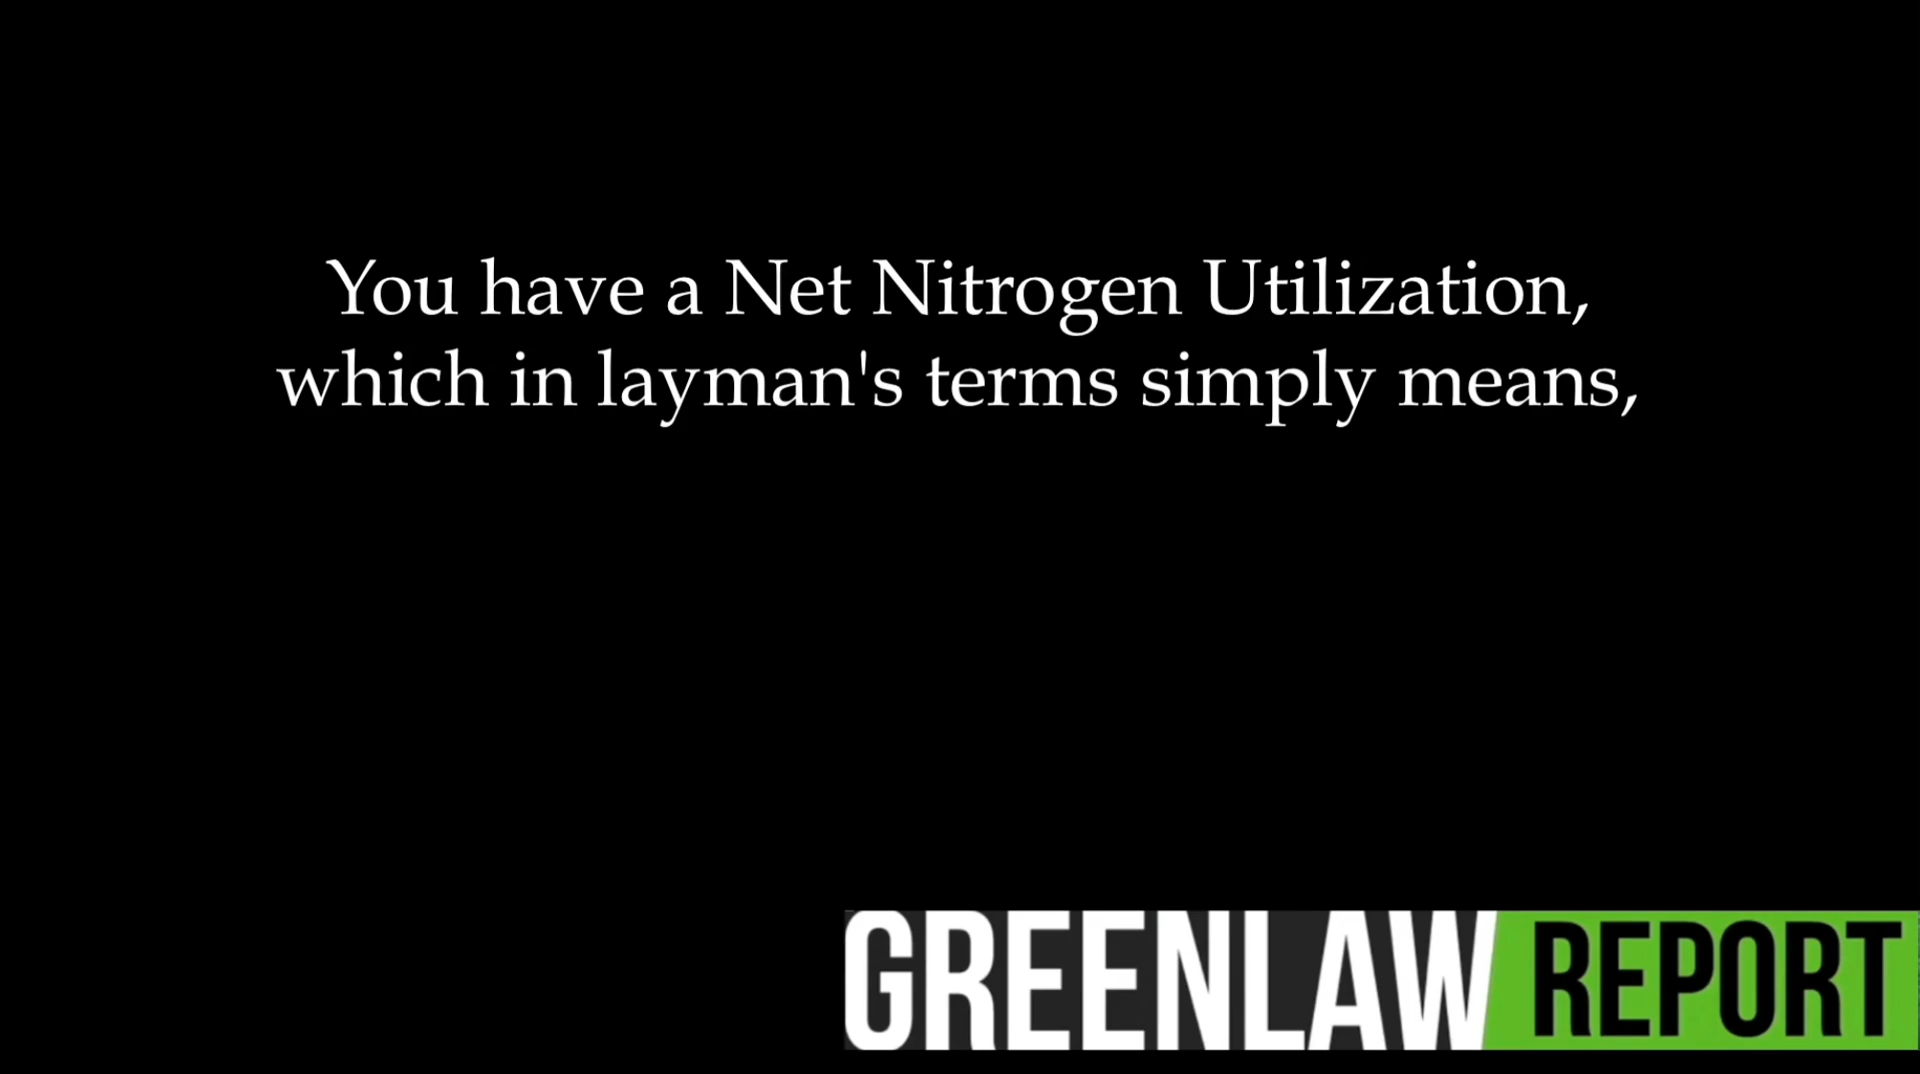 You have a Net Nitrogen Utilization,
which in layman's terms simply means,
GREENLAW REPORT